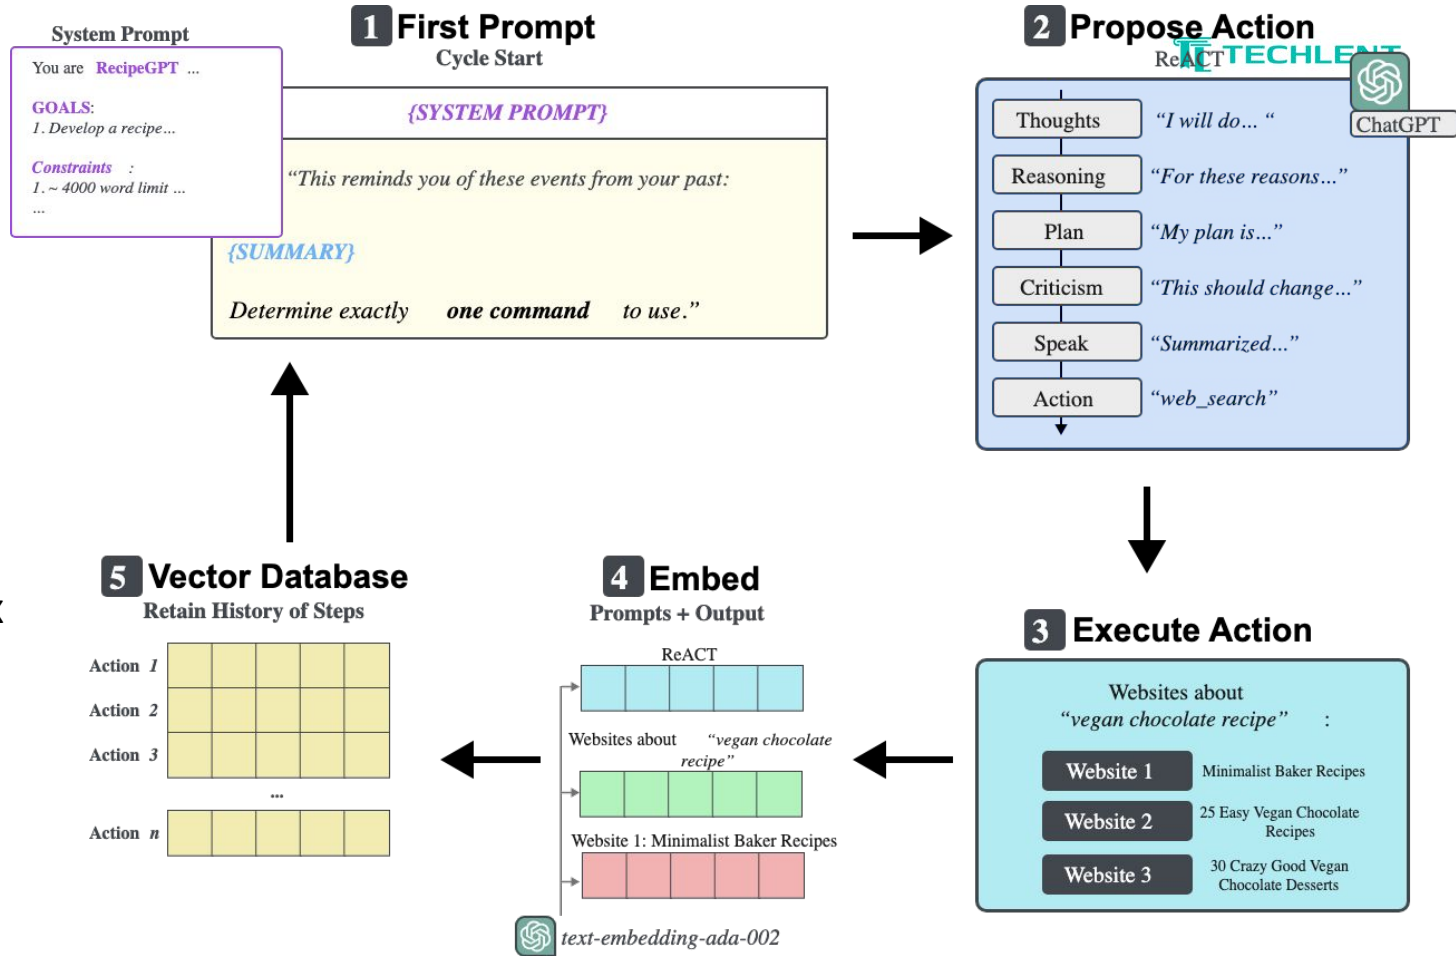 System Prompt
You are RecipeGPT ...
GOALS:
1. Develop a recipe...
Constraints :
1. ~ 4000 word limit ...
...
1 First Prompt
Cycle Start
{SYSTEM PROMPT}
“This reminds you of these events from your past:
{SUMMARY}
Determine exactly one command to use.”
2 Propose Action
ReACT
TECHLENT
ChatGPT
Thoughts “I will do... “
Reasoning “For these reasons...”
Plan “My plan is...”
Criticism “This should change...”
Speak “Summarized...”
Action “web_search”
3 Execute Action
Websites about
“vegan chocolate recipe” :
Website 1 Minimalist Baker Recipes
Website 2 25 Easy Vegan Chocolate
Recipes
Website 3 30 Crazy Good Vegan
Chocolate Desserts
4 Embed
Prompts + Output
ReACT
Websites about “vegan chocolate
recipe”
Website 1: Minimalist Baker Recipes
text-embedding-ada-002
5 Vector Database
Retain History of Steps
Action 1
Action 2
Action 3
...
Action n